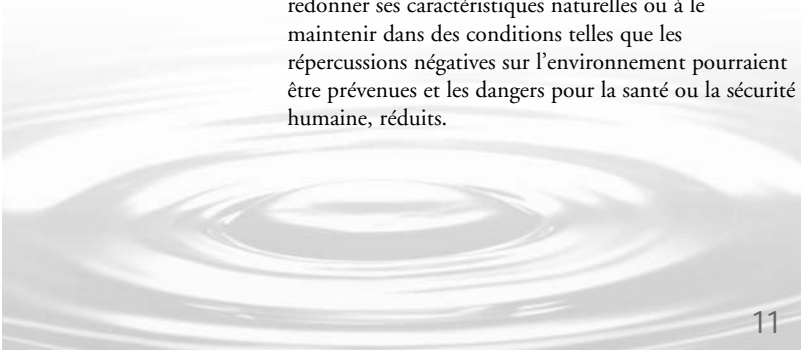 redonner ses caractéristiques naturelles ou à le
maintenir dans des conditions telles que les
répercussions négatives sur l’environnement pourraient
être prévenues et les dangers pour la santé ou la sécurité
humaine, réduits.
11